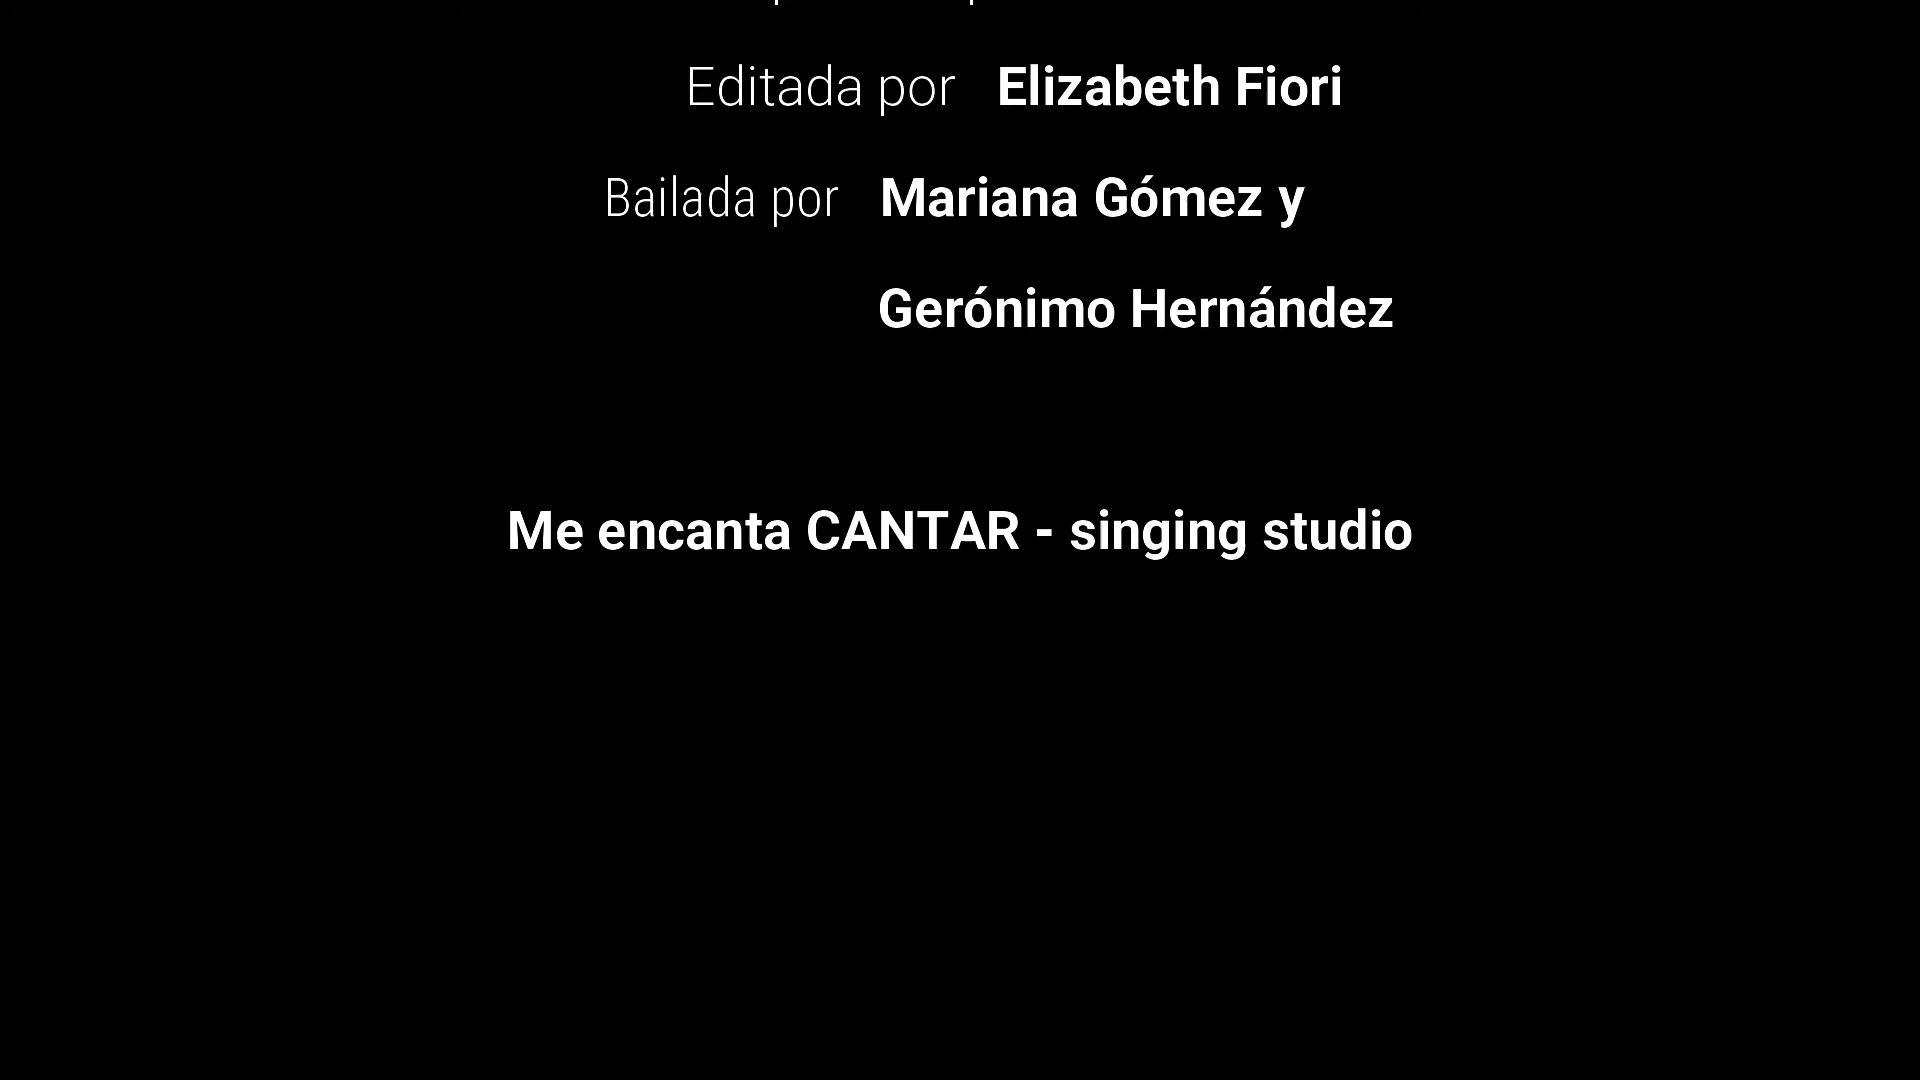 Editada por Elizabeth Fiori
Bailada por Mariana Gómez y
Gerónimo Hernández
Me encanta CANTAR - singing studio